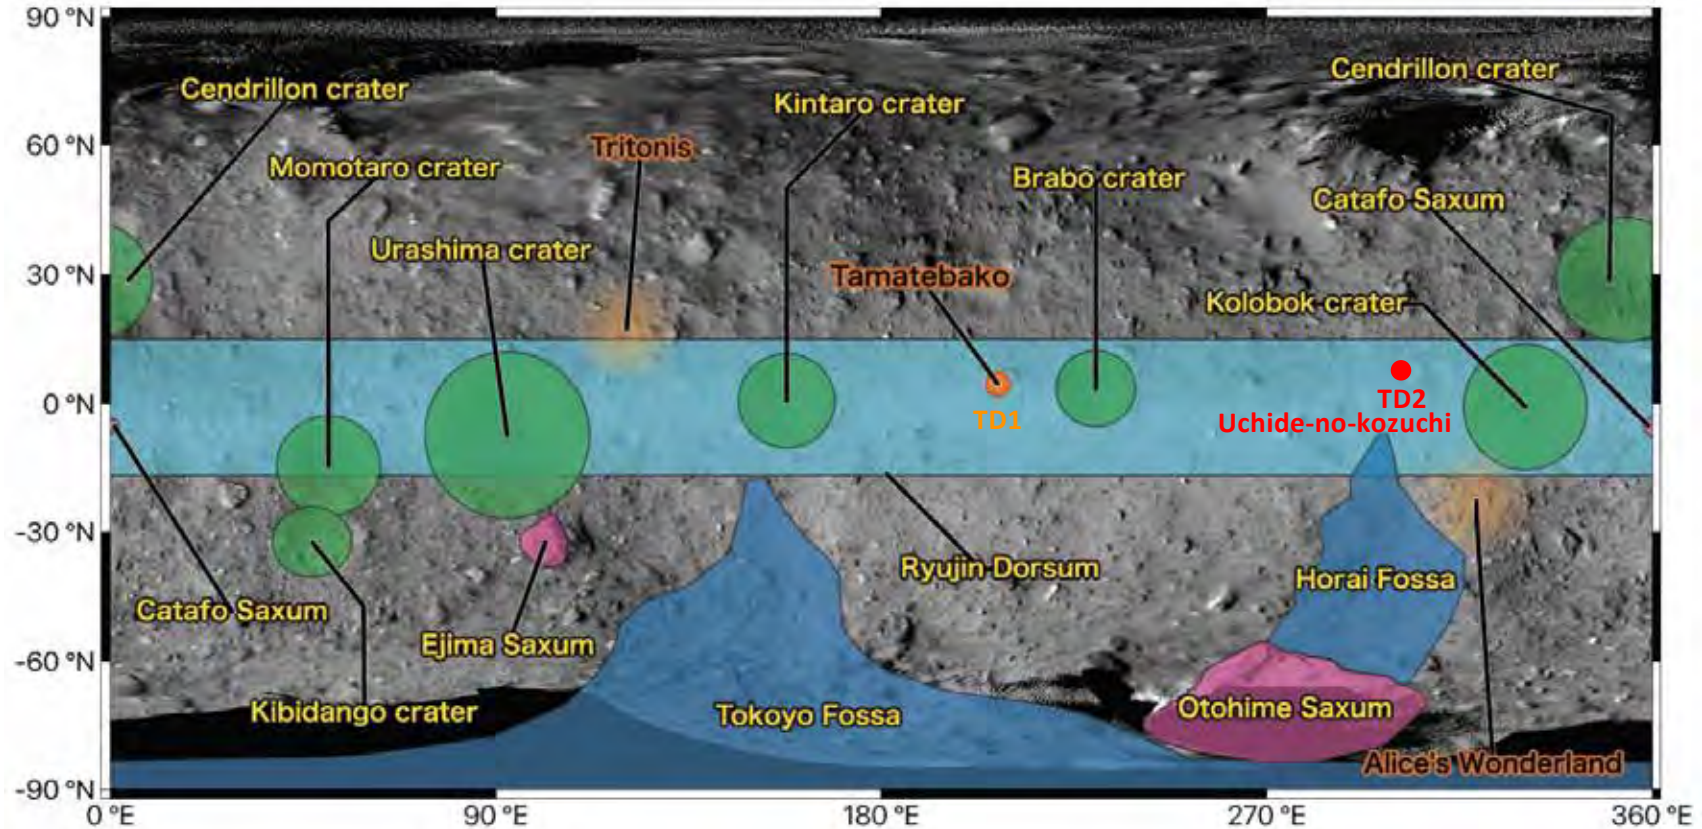 90 °N
Cendrillon crater
Cendrillon crater
Kintaro crater
60 °N
Tritonis
Momotaro crater
Brabo crater
Catafo Saxum
Urashima crater
30 °N
Tamatebako
Kolobok crater
0 °N
TD1
TD2
Uchide-no-kozuchi
-30 °N
Ryujin Dorsum
Horai Fossa
Catafo Saxum
Ejima Saxum
-60 °N
Kibidango crater
Tokoyo Fossa
Otohime Saxum
Alice's Wonderland
-90 °N
0 °E
90 °E
180 °E
270 °E
360 °E